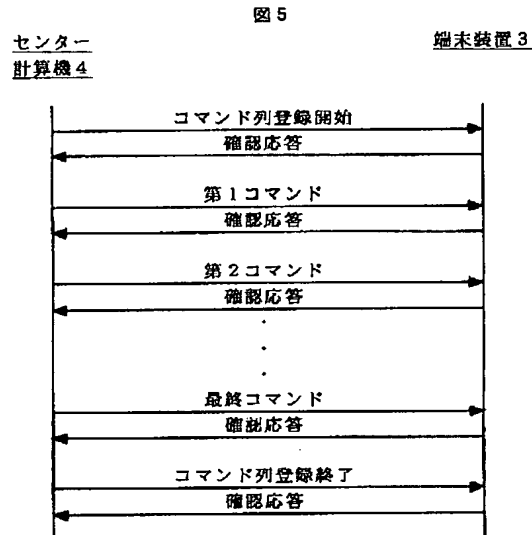 図5
センター
計算機4
端末装置3
コマンド列登録開始
確認応答
第1コマンド
確認応答
第2コマンド
確認応答
最終コマンド
確認応答
コマンド列登録終了
確認応答